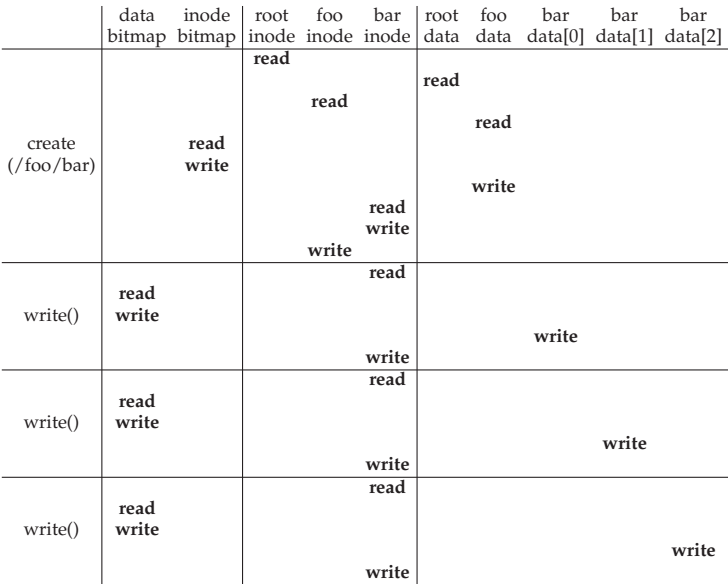 data inode root foo bar root foo bar bar bar
bitmap bitmap inode inode inode data data data[0] data[1] data[2]
read
read
read
read
create read
(/foo/bar) write
write
read
write
write
read
read
write() write
write
write
read
read
write() write
write
write
read
read
write() write
write
write